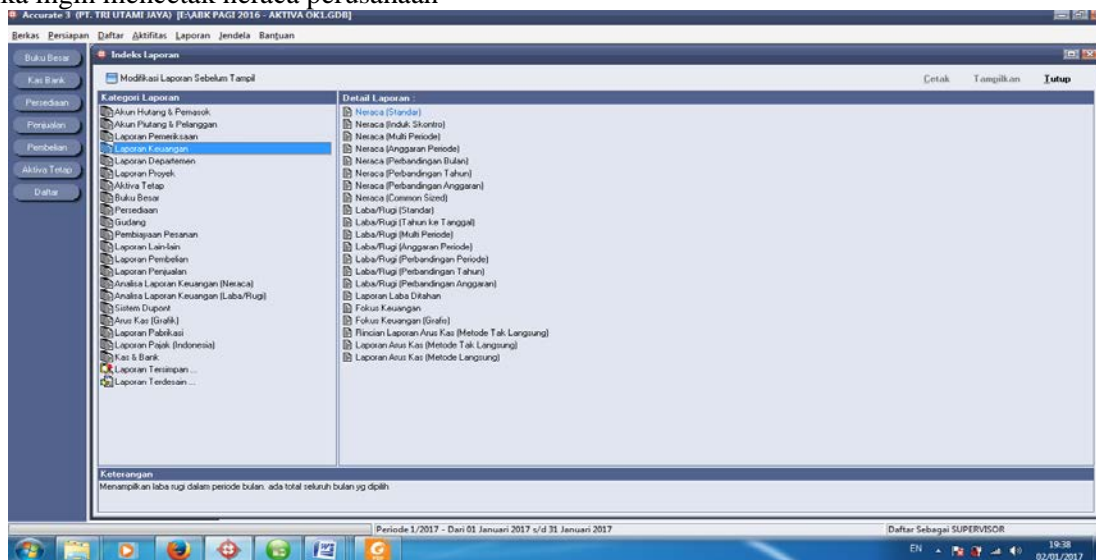 ka ingin mencetak neraca perusahaan
Accurate 3 (PT. TRI UTAMI JAYA) [E:\ABK PAGI 2016 - AKTIVA OK1.GDB]
Berkas Persiapan Daftar Aktifitas Laporan Jendela Bantuan
Buku Besar
Kas Bank
Persediaan
Penjualan
Pembelian
Aktiva Tetap
Daftar
Indeks Laporan
Modifikasi Laporan Sebelum Tampil
Cetak Tampilkan Tutup
Kategori Laporan
Akun Hutang & Pemasok
Akun Piutang & Pelanggan
Laporan Pemeriksaan
Laporan Keuangan
Laporan Departemen
Laporan Proyek
Aktiva Tetap
Buku Besar
Persediaan
Gudang
Pembiayaan Pesanan
Laporan Lain-lain
Laporan Pembelian
Laporan Penjualan
Analisa Laporan Keuangan (Neraca)
Analisa Laporan Keuangan (Laba/Rugi)
Sistem Dupont
Arus Kas (Grafik)
Laporan Pabrikasi
Laporan Pajak (Indonesia)
Kas & Bank
Laporan Tersimpan ...
Laporan Terdesain ...
Detail Laporan :
Neraca (Standar)
Neraca (Induk Skontro)
Neraca (Multi Periode)
Neraca (Anggaran Periode)
Neraca (Perbandingan Bulan)
Neraca (Perbandingan Tahun)
Neraca (Perbandingan Anggaran)
Neraca (Common Sized)
Laba/Rugi (Standar)
Laba/Rugi (Tahun ke Tanggal)
Laba/Rugi (Multi Periode)
Laba/Rugi (Anggaran Periode)
Laba/Rugi (Perbandingan Periode)
Laba/Rugi (Perbandingan Tahun)
Laba/Rugi (Perbandingan Anggaran)
Laporan Laba Ditahan
Fokus Keuangan
Fokus Keuangan (Grafis)
Rincian Laporan Arus Kas (Metode Tak Langsung)
Laporan Arus Kas (Metode Tak Langsung)
Laporan Arus Kas (Metode Langsung)
Keterangan
Menampilkan laba rugi dalam periode bulan. ada total seluruh bulan yg dipilih
Periode 1/2017 - Dari 01 Januari 2017 s/d 31 Januari 2017
Daftar Sebagai SUPERVISOR
EN
19:38
02/01/2017